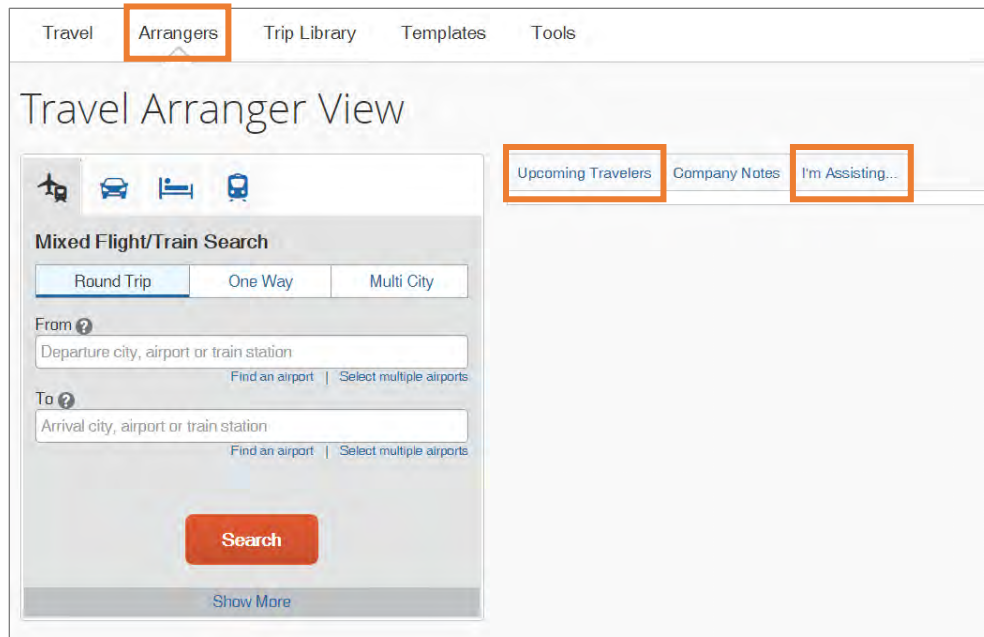 Travel Arrangers Trip Library Templates Tools
Travel Arranger View
Upcoming Travelers Company Notes I'm Assisting...
Mixed Flight/Train Search
Round Trip One Way Multi City
From ?
Departure city, airport or train station
Find an airport | Select multiple airports
To ?
Arrival city, airport or train station
Find an airport | Select multiple airports
Search
Show More